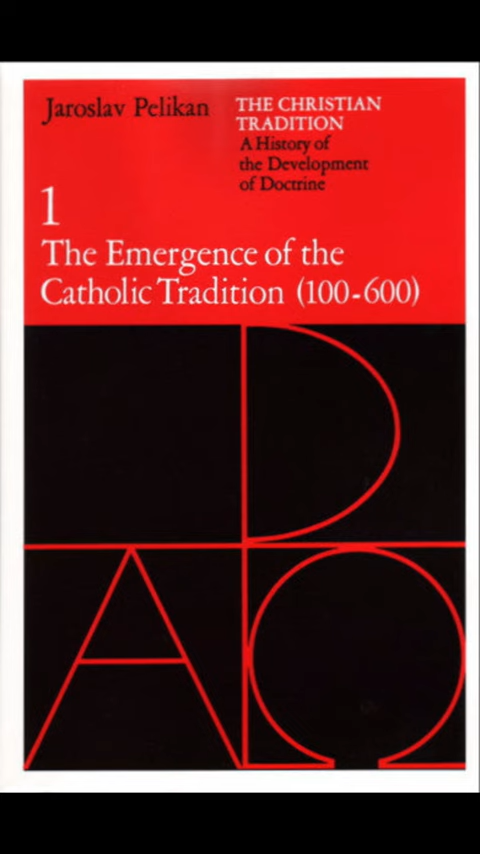 Jaroslav Pelikan
THE CHRISTIAN
TRADITION
A History of
the Development
of Doctrine
1
The Emergence of the
Catholic Tradition (100-600)
P
A Ω